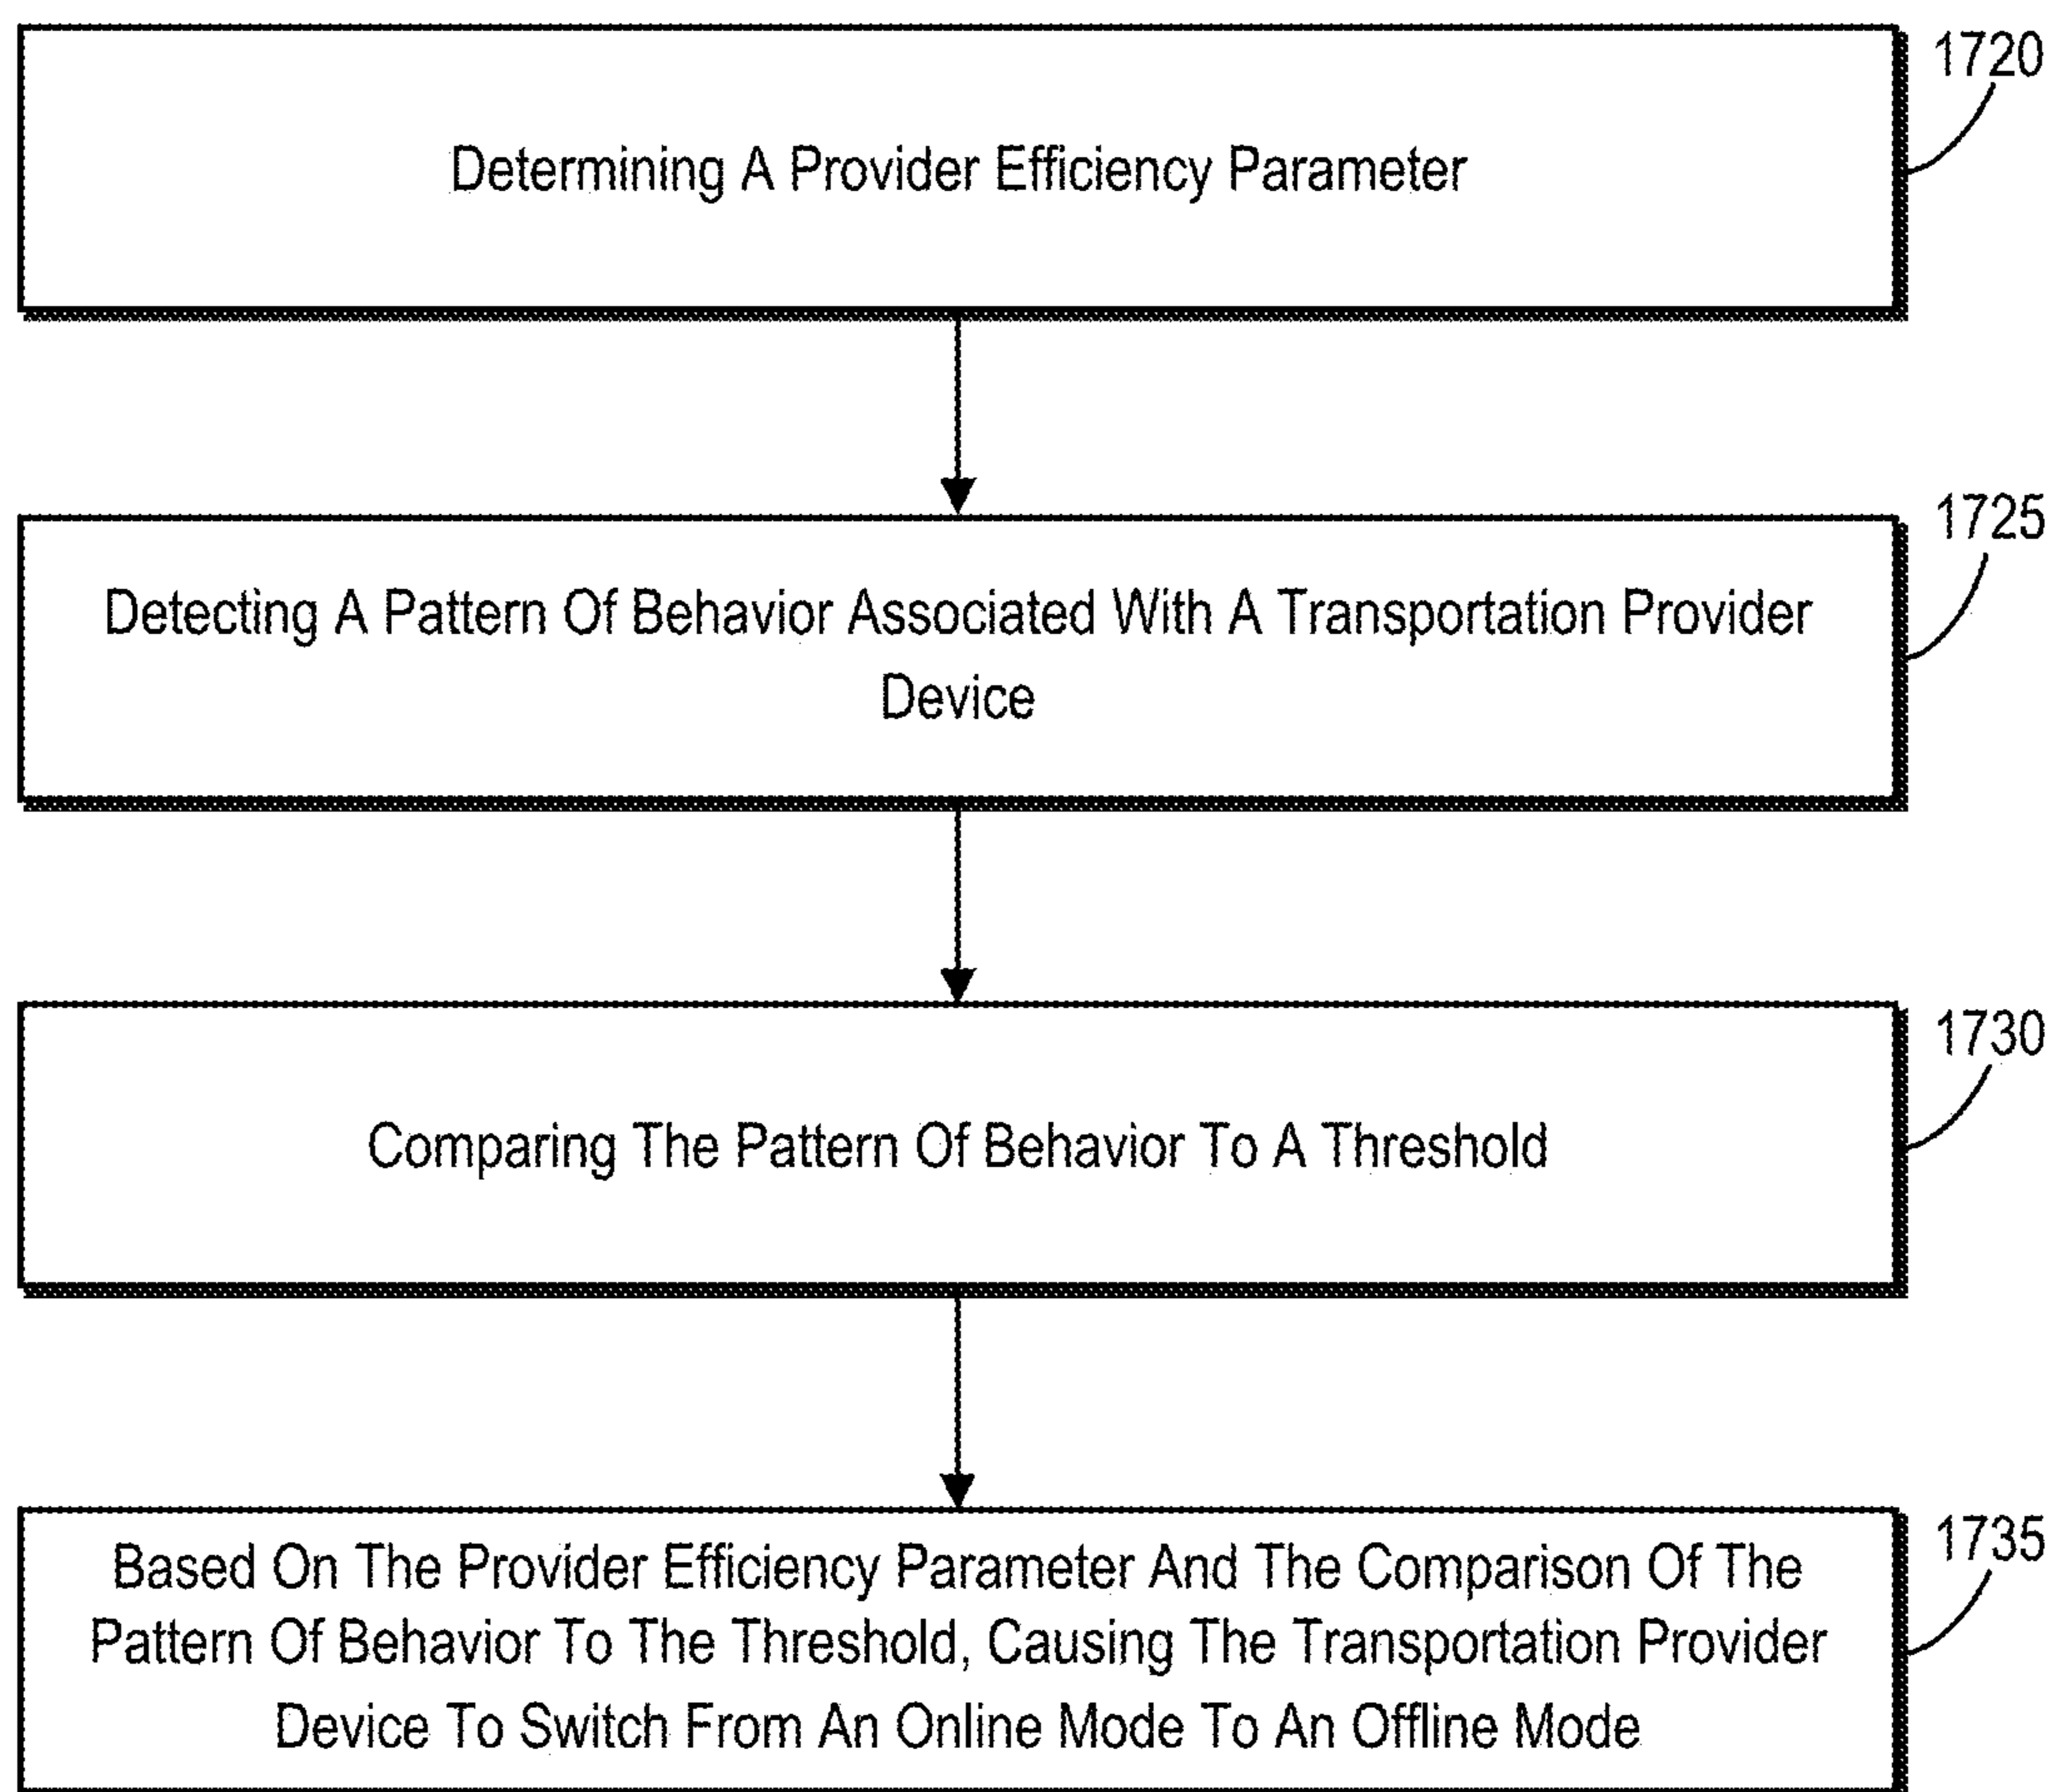 1720
Determining A Provider Efficiency Parameter
1725
Detecting A Pattern Of Behavior Associated With A Transportation Provider
Device
1730
Comparing The Pattern Of Behavior To A Threshold
1735
Based On The Provider Efficiency Parameter And The Comparison Of The
Pattern Of Behavior To The Threshold, Causing The Transportation Provider
Device To Switch From An Online Mode To An Offline Mode